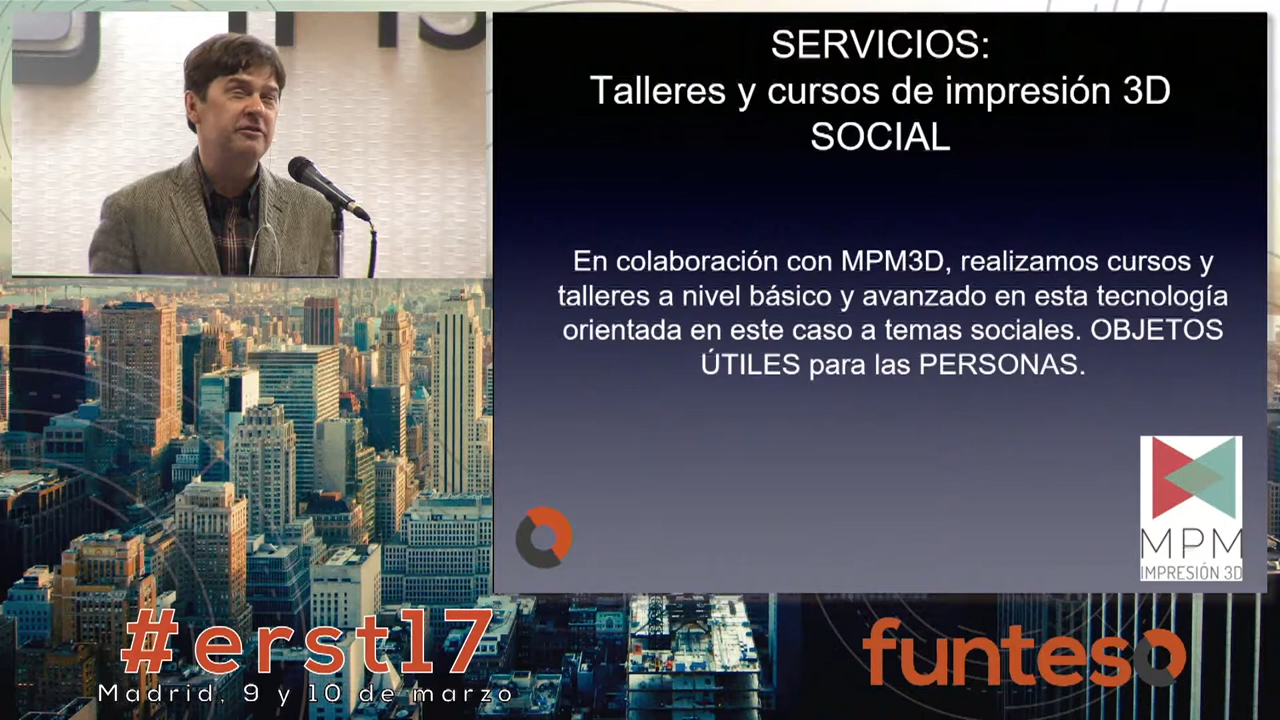 SERVICIOS:
Talleres y cursos de impresión 3D
SOCIAL
En colaboración con MPM3D, realizamos cursos y
talleres a nivel básico y avanzado en esta tecnología
orientada en este caso a temas sociales. OBJETOS
ÚTILES para las PERSONAS.
MPM
IMPRESIÓN 3D
#erst17
Madrid, 9 y 10 de marzo
funteso